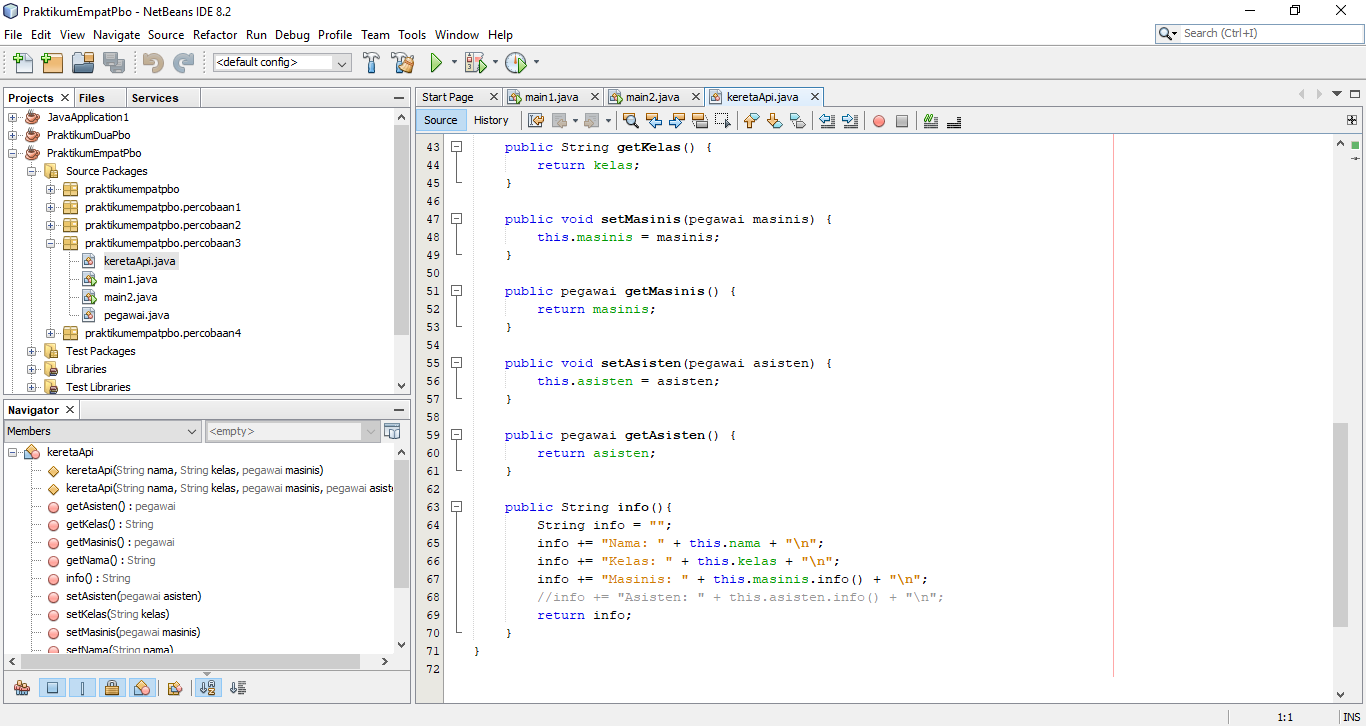 PraktikumEmpatPbo - NetBeans IDE 8.2
File Edit View Navigate Source Refactor Run Debug Profile Team Tools Window Help
Search (Ctrl+I)
<default config>
Projects Files Services
JavaApplication1
PraktikumDuaPbo
PraktikumEmpatPbo
Source Packages
praktikumempatpbo
praktikumempatpbo.percobaan1
praktikumempatpbo.percobaan2
praktikumempatpbo.percobaan3
keretaApi.java
main1.java
main2.java
pegawai.java
praktikumempatpbo.percobaan4
Test Packages
Libraries
Test Libraries
Navigator
Members <empty>
keretaApi
keretaApi(String nama, String kelas, pegawai masinis)
keretaApi(String nama, String kelas, pegawai masinis, pegawai asist
getAsisten() : pegawai
getKelas() : String
getMasinis() : pegawai
getNama() : String
info() : String
setAsisten(pegawai asisten)
setKelas(String kelas)
setMasinis(pegawai masinis)
setNama(String nama)
Start Page main1.java main2.java keretaApi.java
Source History
43 public String getKelas() {
44 return kelas;
45 }
46
47 public void setMasinis(pegawai masinis) {
48 this.masinis = masinis;
49 }
50
51 public pegawai getMasinis() {
52 return masinis;
53 }
54
55 public void setAsisten(pegawai asisten) {
56 this.asisten = asisten;
57 }
58
59 public pegawai getAsisten() {
60 return asisten;
61 }
62
63 public String info(){
64 String info = "";
65 info += "Nama: " + this.nama + "\n";
66 info += "Kelas: " + this.kelas + "\n";
67 info += "Masinis: " + this.masinis.info() + "\n";
68 //info += "Asisten: " + this.asisten.info() + "\n";
69 return info;
70 }
71 }
72
1:1 INS